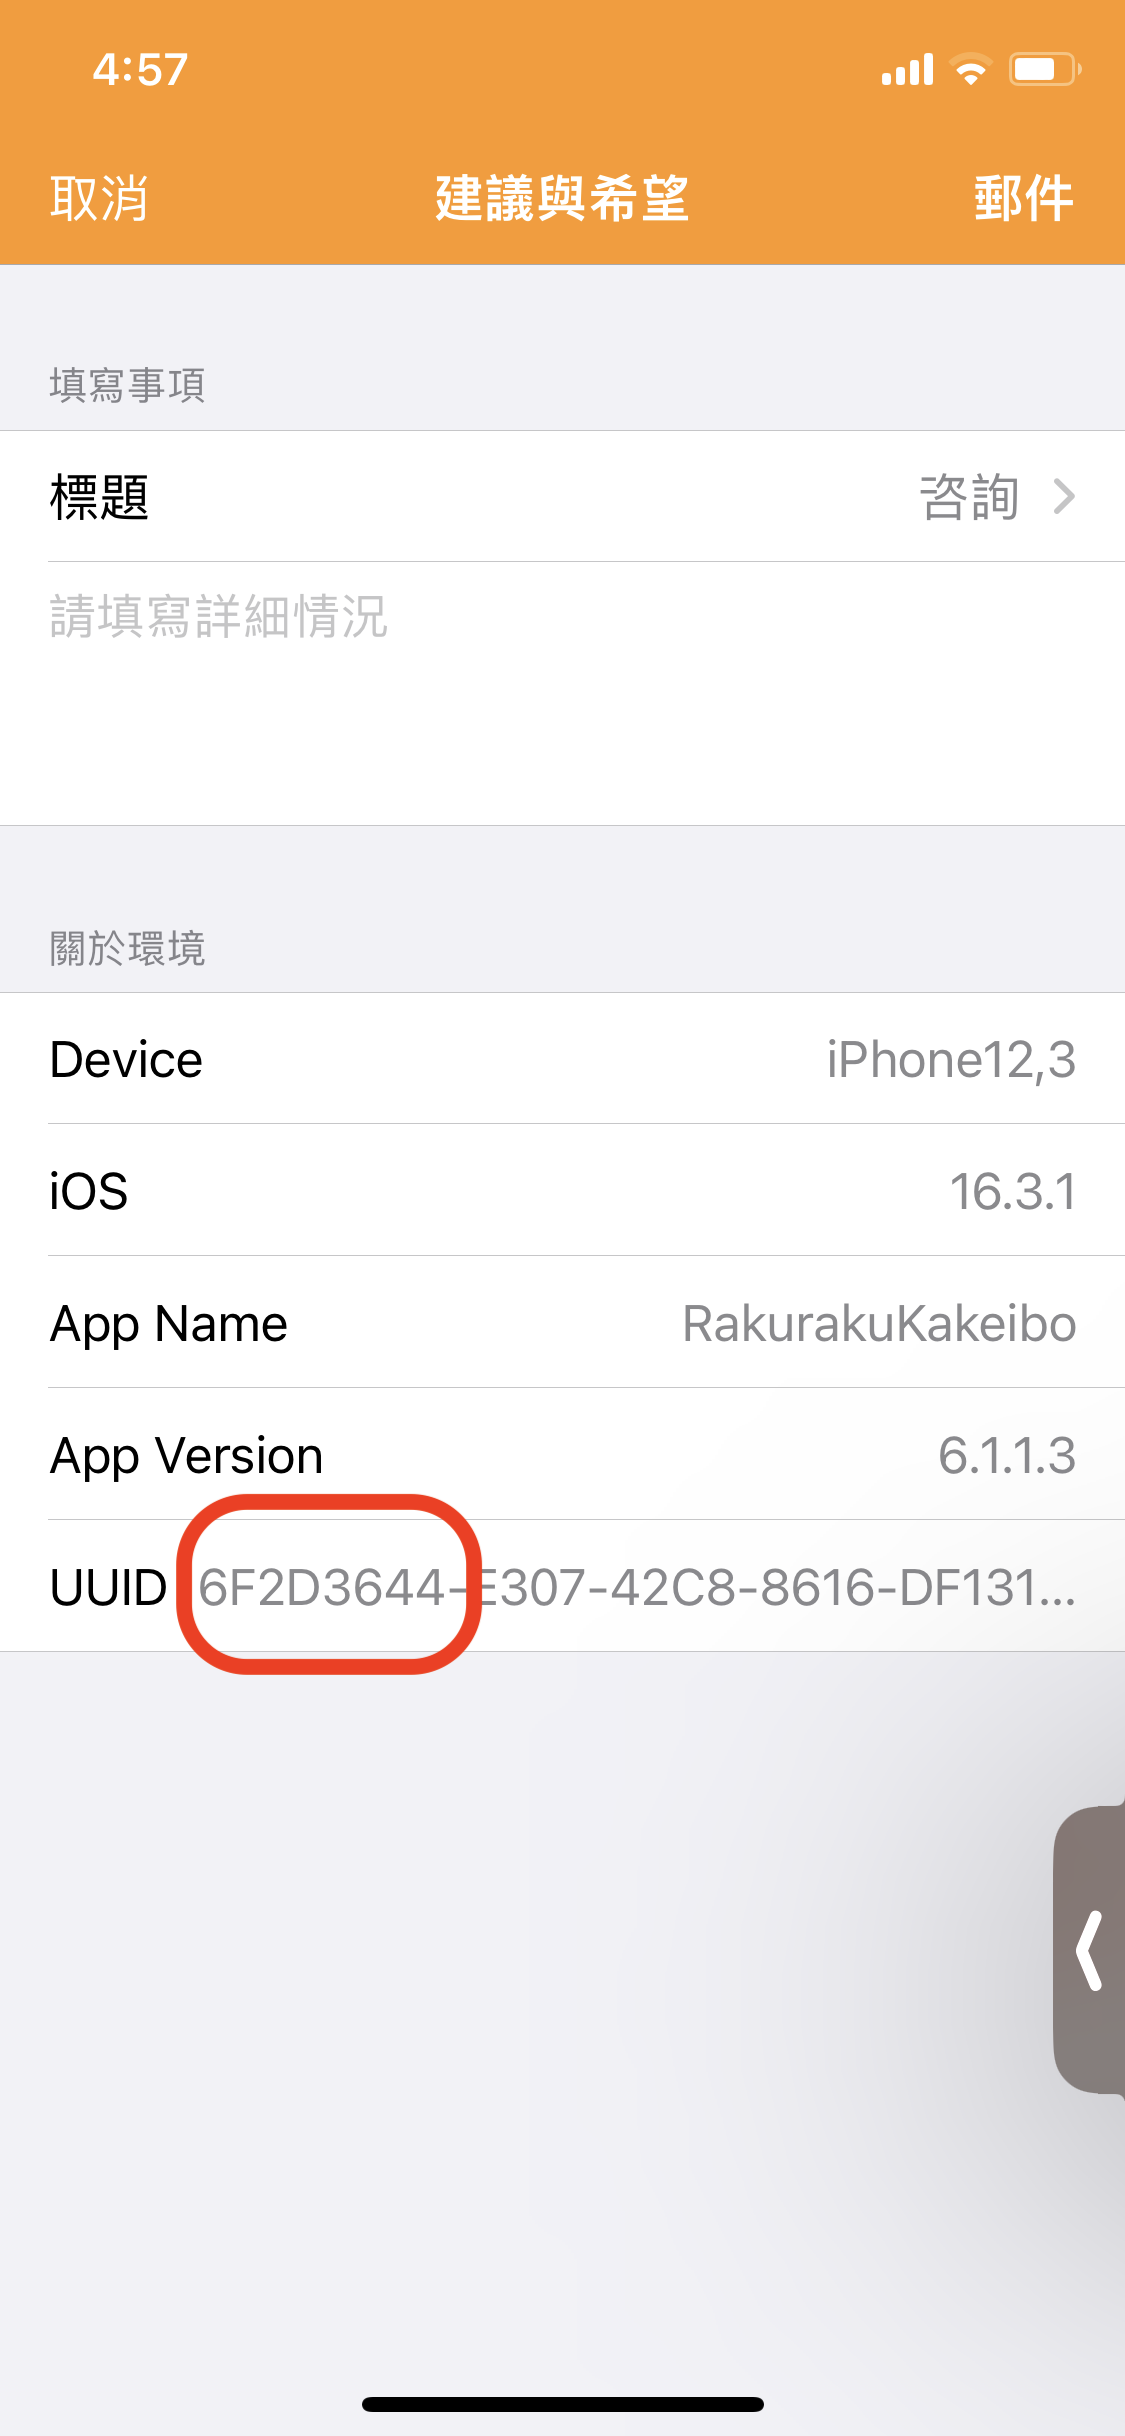 4:57
取消 建議與希望 郵件
填寫事項
標題 咨詢
請填寫詳細情況
關於環境
Device iPhone12,3
iOS 16.3.1
App Name RakurakuKakeibo
App Version 6.1.1.3
UUID 6F2D3644-E307-42C8-8616-DF131...